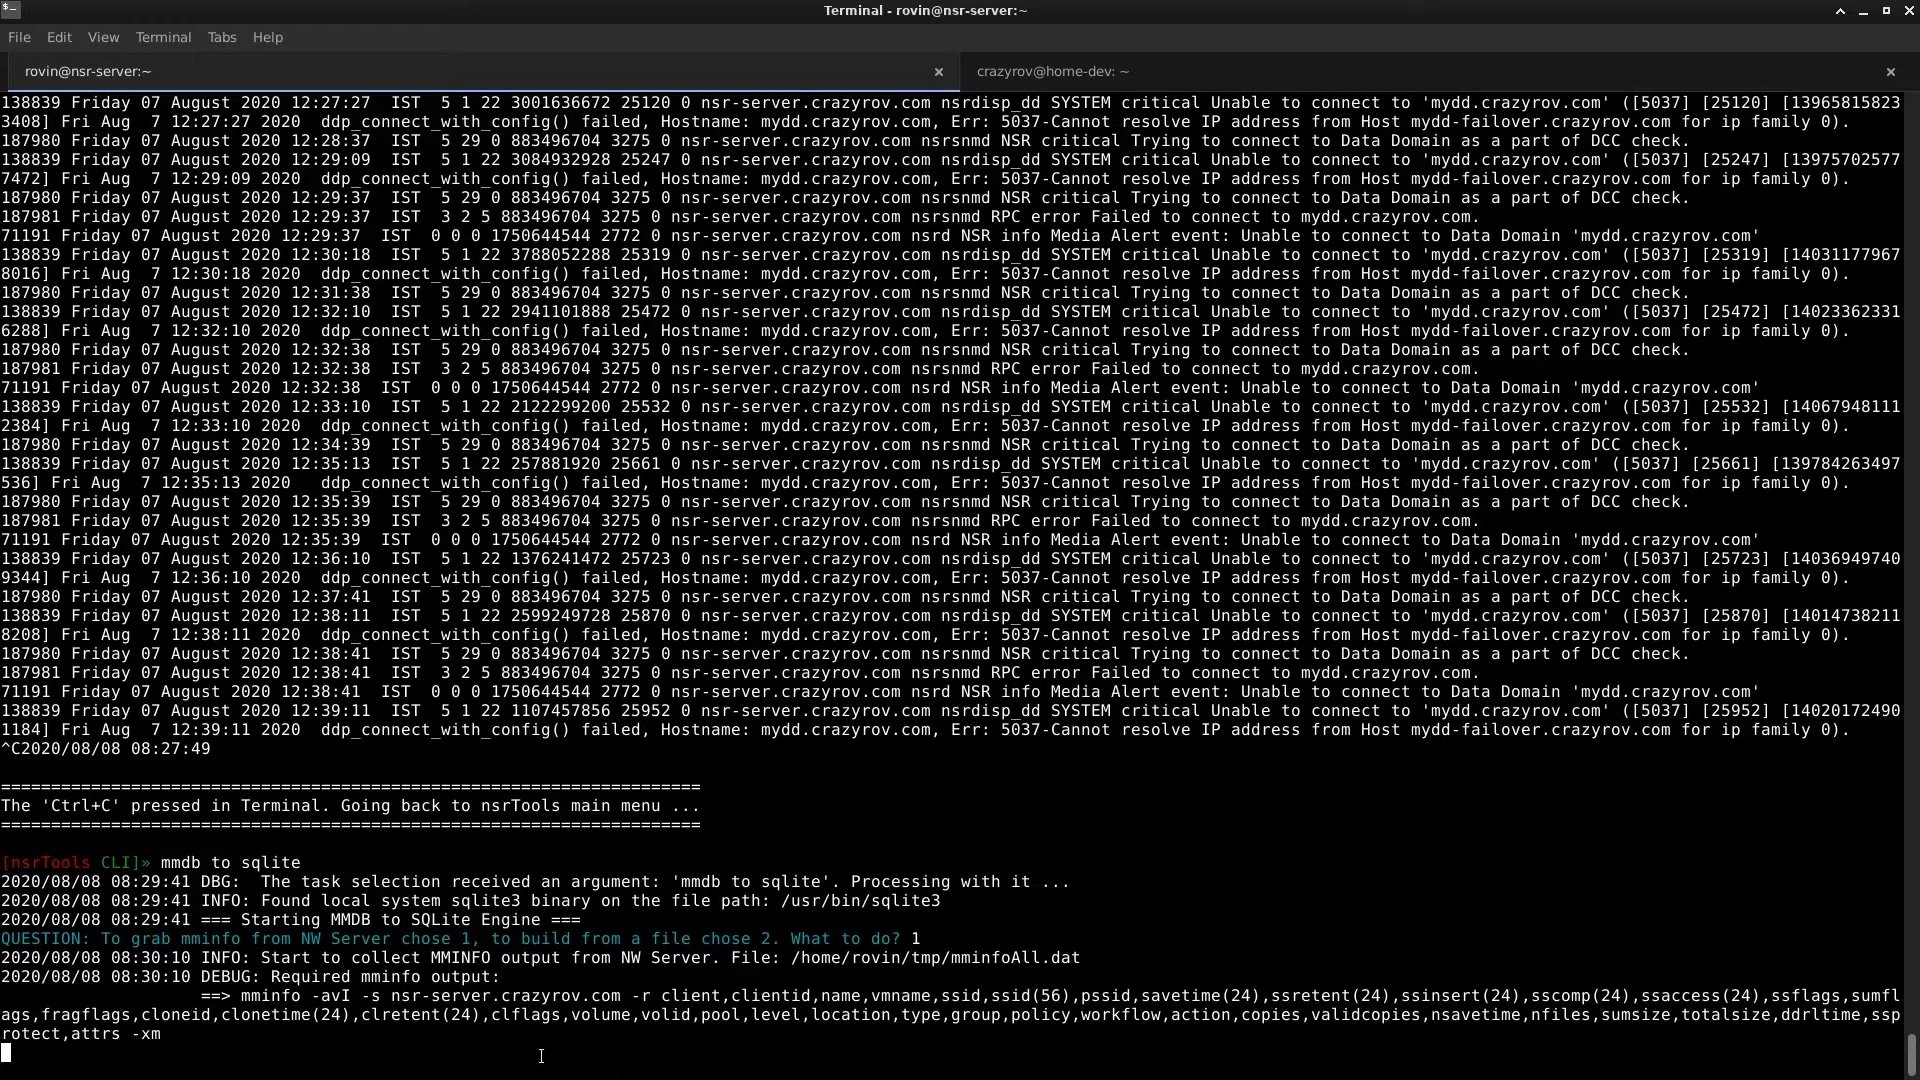 Terminal - rovin@nsr-server:~
File Edit View Terminal Tabs Help
rovin@nsr-server:~
crazyrov@home-dev: ~
138839 Friday 07 August 2020 12:27:27  IST  5 1 22 3001636672 25120 0 nsr-server.crazyrov.com nsrdisp_dd SYSTEM critical Unable to connect to 'mydd.crazyrov.com' ([5037] [25120] [13965815823
3408] Fri Aug  7 12:27:27 2020  ddp_connect_with_config() failed, Hostname: mydd.crazyrov.com, Err: 5037-Cannot resolve IP address from Host mydd-failover.crazyrov.com for ip family 0).
187980 Friday 07 August 2020 12:28:37  IST  5 29 0 883496704 3275 0 nsr-server.crazyrov.com nsrsnmd NSR critical Trying to connect to Data Domain as a part of DCC check.
138839 Friday 07 August 2020 12:29:09  IST  5 1 22 3084932928 25247 0 nsr-server.crazyrov.com nsrdisp_dd SYSTEM critical Unable to connect to 'mydd.crazyrov.com' ([5037] [25247] [13975702577
7472] Fri Aug  7 12:29:09 2020  ddp_connect_with_config() failed, Hostname: mydd.crazyrov.com, Err: 5037-Cannot resolve IP address from Host mydd-failover.crazyrov.com for ip family 0).
187980 Friday 07 August 2020 12:29:37  IST  5 29 0 883496704 3275 0 nsr-server.crazyrov.com nsrsnmd NSR critical Trying to connect to Data Domain as a part of DCC check.
187981 Friday 07 August 2020 12:29:37  IST  3 2 5 883496704 3275 0 nsr-server.crazyrov.com nsrsnmd RPC error Failed to connect to mydd.crazyrov.com.
71191 Friday 07 August 2020 12:29:37  IST  0 0 0 1750644544 2772 0 nsr-server.crazyrov.com nsrd NSR info Media Alert event: Unable to connect to Data Domain 'mydd.crazyrov.com'
138839 Friday 07 August 2020 12:30:18  IST  5 1 22 3788052288 25319 0 nsr-server.crazyrov.com nsrdisp_dd SYSTEM critical Unable to connect to 'mydd.crazyrov.com' ([5037] [25319] [14031177967
8016] Fri Aug  7 12:30:18 2020  ddp_connect_with_config() failed, Hostname: mydd.crazyrov.com, Err: 5037-Cannot resolve IP address from Host mydd-failover.crazyrov.com for ip family 0).
187980 Friday 07 August 2020 12:31:38  IST  5 29 0 883496704 3275 0 nsr-server.crazyrov.com nsrsnmd NSR critical Trying to connect to Data Domain as a part of DCC check.
138839 Friday 07 August 2020 12:32:10  IST  5 1 22 2941101888 25472 0 nsr-server.crazyrov.com nsrdisp_dd SYSTEM critical Unable to connect to 'mydd.crazyrov.com' ([5037] [25472] [14023362331
6288] Fri Aug  7 12:32:10 2020  ddp_connect_with_config() failed, Hostname: mydd.crazyrov.com, Err: 5037-Cannot resolve IP address from Host mydd-failover.crazyrov.com for ip family 0).
187980 Friday 07 August 2020 12:32:38  IST  5 29 0 883496704 3275 0 nsr-server.crazyrov.com nsrsnmd NSR critical Trying to connect to Data Domain as a part of DCC check.
187981 Friday 07 August 2020 12:32:38  IST  3 2 5 883496704 3275 0 nsr-server.crazyrov.com nsrsnmd RPC error Failed to connect to mydd.crazyrov.com.
71191 Friday 07 August 2020 12:32:38  IST  0 0 0 1750644544 2772 0 nsr-server.crazyrov.com nsrd NSR info Media Alert event: Unable to connect to Data Domain 'mydd.crazyrov.com'
138839 Friday 07 August 2020 12:33:10  IST  5 1 22 2122299200 25532 0 nsr-server.crazyrov.com nsrdisp_dd SYSTEM critical Unable to connect to 'mydd.crazyrov.com' ([5037] [25532] [14067948111
2384] Fri Aug  7 12:33:10 2020  ddp_connect_with_config() failed, Hostname: mydd.crazyrov.com, Err: 5037-Cannot resolve IP address from Host mydd-failover.crazyrov.com for ip family 0).
187980 Friday 07 August 2020 12:34:39  IST  5 29 0 883496704 3275 0 nsr-server.crazyrov.com nsrsnmd NSR critical Trying to connect to Data Domain as a part of DCC check.
138839 Friday 07 August 2020 12:35:13  IST  5 1 22 257881920 25661 0 nsr-server.crazyrov.com nsrdisp_dd SYSTEM critical Unable to connect to 'mydd.crazyrov.com' ([5037] [25661] [139784263497
536] Fri Aug  7 12:35:13 2020  ddp_connect_with_config() failed, Hostname: mydd.crazyrov.com, Err: 5037-Cannot resolve IP address from Host mydd-failover.crazyrov.com for ip family 0).
187980 Friday 07 August 2020 12:35:39  IST  5 29 0 883496704 3275 0 nsr-server.crazyrov.com nsrsnmd NSR critical Trying to connect to Data Domain as a part of DCC check.
187981 Friday 07 August 2020 12:35:39  IST  3 2 5 883496704 3275 0 nsr-server.crazyrov.com nsrsnmd RPC error Failed to connect to mydd.crazyrov.com.
71191 Friday 07 August 2020 12:35:39  IST  0 0 0 1750644544 2772 0 nsr-server.crazyrov.com nsrd NSR info Media Alert event: Unable to connect to Data Domain 'mydd.crazyrov.com'
138839 Friday 07 August 2020 12:36:10  IST  5 1 22 1376241472 25723 0 nsr-server.crazyrov.com nsrdisp_dd SYSTEM critical Unable to connect to 'mydd.crazyrov.com' ([5037] [25723] [14036949740
9344] Fri Aug  7 12:36:10 2020  ddp_connect_with_config() failed, Hostname: mydd.crazyrov.com, Err: 5037-Cannot resolve IP address from Host mydd-failover.crazyrov.com for ip family 0).
187980 Friday 07 August 2020 12:37:41  IST  5 29 0 883496704 3275 0 nsr-server.crazyrov.com nsrsnmd NSR critical Trying to connect to Data Domain as a part of DCC check.
138839 Friday 07 August 2020 12:38:11  IST  5 1 22 2599249728 25870 0 nsr-server.crazyrov.com nsrdisp_dd SYSTEM critical Unable to connect to 'mydd.crazyrov.com' ([5037] [25870] [14014738211
8208] Fri Aug  7 12:38:11 2020  ddp_connect_with_config() failed, Hostname: mydd.crazyrov.com, Err: 5037-Cannot resolve IP address from Host mydd-failover.crazyrov.com for ip family 0).
187980 Friday 07 August 2020 12:38:41  IST  5 29 0 883496704 3275 0 nsr-server.crazyrov.com nsrsnmd NSR critical Trying to connect to Data Domain as a part of DCC check.
187981 Friday 07 August 2020 12:38:41  IST  3 2 5 883496704 3275 0 nsr-server.crazyrov.com nsrsnmd RPC error Failed to connect to mydd.crazyrov.com.
71191 Friday 07 August 2020 12:38:41  IST  0 0 0 1750644544 2772 0 nsr-server.crazyrov.com nsrd NSR info Media Alert event: Unable to connect to Data Domain 'mydd.crazyrov.com'
138839 Friday 07 August 2020 12:39:11  IST  5 1 22 1107457856 25952 0 nsr-server.crazyrov.com nsrdisp_dd SYSTEM critical Unable to connect to 'mydd.crazyrov.com' ([5037] [25952] [14020172490
1184] Fri Aug  7 12:39:11 2020  ddp_connect_with_config() failed, Hostname: mydd.crazyrov.com, Err: 5037-Cannot resolve IP address from Host mydd-failover.crazyrov.com for ip family 0).
^C2020/08/08 08:27:49
======================================================================
The 'Ctrl+C' pressed in Terminal. Going back to nsrTools main menu ...
======================================================================
[nsrTools CLI]» mmdb to sqlite
2020/08/08 08:29:41 DBG:  The task selection received an argument: 'mmdb to sqlite'. Processing with it ...
2020/08/08 08:29:41 INFO: Found local system sqlite3 binary on the file path: /usr/bin/sqlite3
2020/08/08 08:29:41 === Starting MMDB to SQLite Engine ===
QUESTION: To grab mminfo from NW Server chose 1, to build from a file chose 2. What to do? 1
2020/08/08 08:30:10 INFO: Start to collect MMINFO output from NW Server. File: /home/rovin/tmp/mminfoAll.dat
2020/08/08 08:30:10 DEBUG: Required mminfo output:
==> mminfo -avI -s nsr-server.crazyrov.com -r client,clientid,name,vmname,ssid,ssid(56),pssid,savetime(24),ssretent(24),ssinsert(24),sscomp(24),ssaccess(24),ssflags,sumfl
ags,fragflags,cloneid,clonetime(24),clretent(24),clflags,volume,volid,pool,level,location,type,group,policy,workflow,action,copies,validcopies,nsavetime,nfiles,sumsize,totalsize,ddrltime,ssp
rotect,attrs -xm